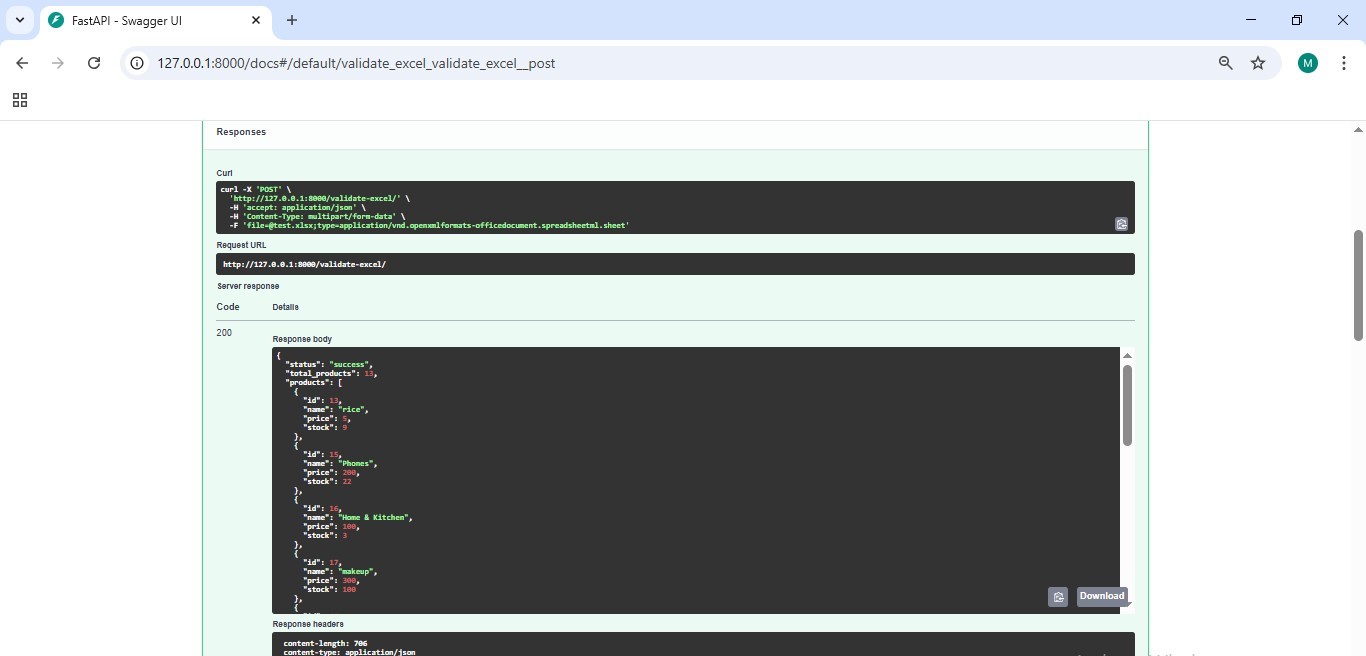 FastAPI - Swagger UI
127.0.0.1:8000/docs#/default/validate_excel_validate_excel__post
M
Responses
Curl
curl -X 'POST' \
'http://127.0.0.1:8000/validate-excel/' \
-H 'accept: application/json' \
-H 'Content-Type: multipart/form-data' \
-F 'file=@test.xlsx;type=application/vnd.openxmlformats-officedocument.spreadsheetml.sheet'
Request URL
http://127.0.0.1:8000/validate-excel/
Server response
Code Details
200
Response body
{
"status": "success",
"total_products": 13,
"products": [
{
"id": 13,
"name": "rice",
"price": 5,
"stock": 9
},
{
"id": 15,
"name": "Phones",
"price": 200,
"stock": 22
},
{
"id": 16,
"name": "Home & Kitchen",
"price": 100,
"stock": 3
},
{
"id": 17,
"name": "makeup",
"price": 300,
"stock": 100
},
{
Download
Response headers
content-length: 706
content-type: application/json